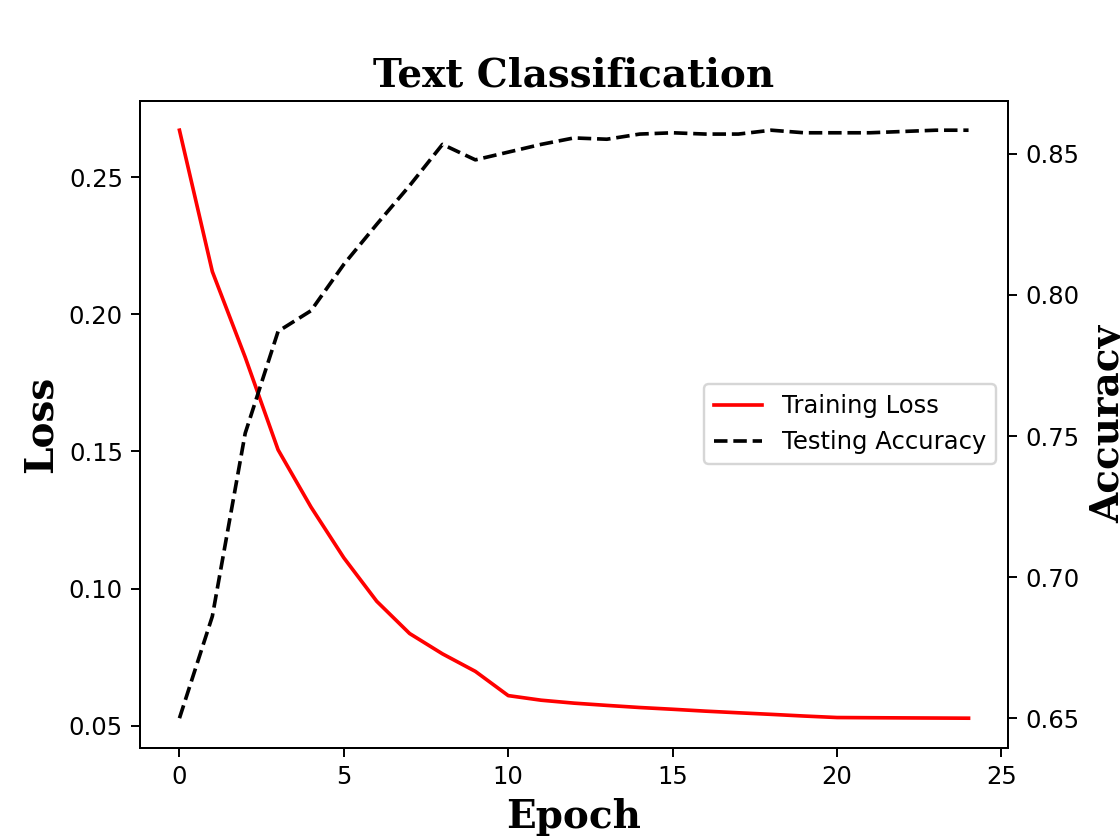 Text Classification
Loss
0.25
0.20
0.15
0.10
0.05
0.85
0.80
0.75
0.70
0.65
Accuracy
Training Loss
Testing Accuracy
0 5 10 15 20 25
Epoch